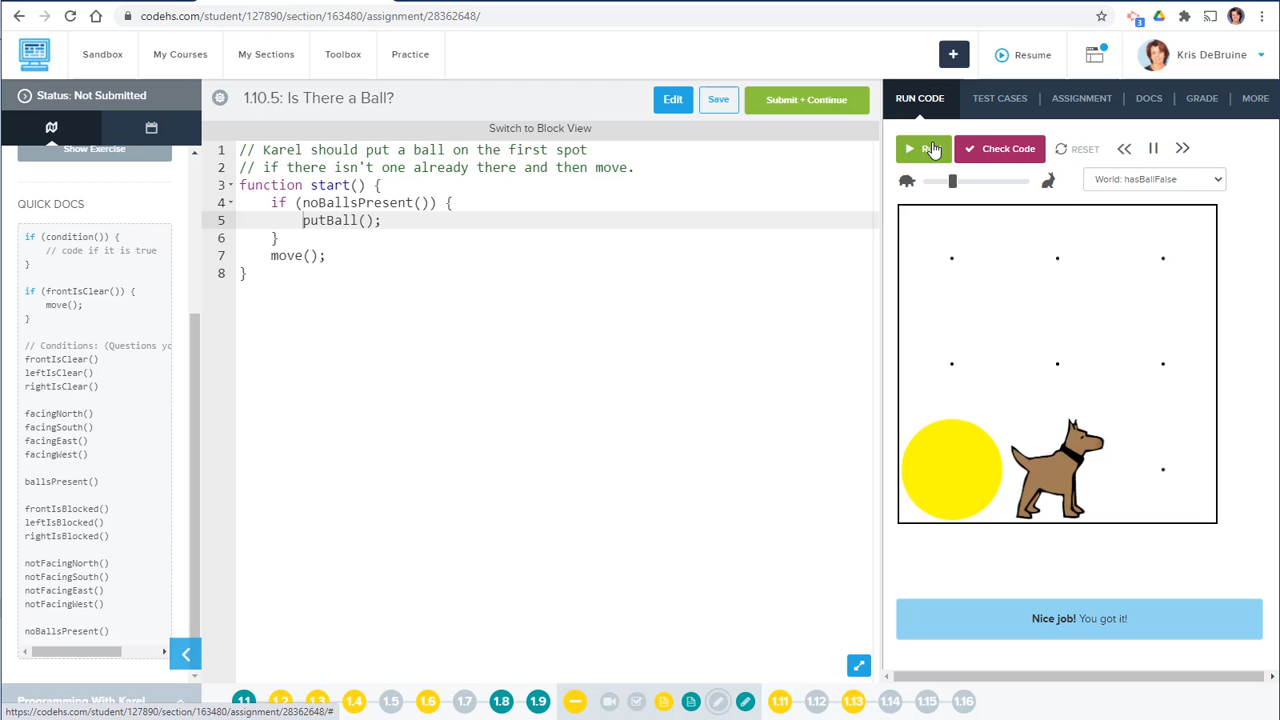 codehs.com/student/127890/section/163480/assignment/28362648/
3
Sandbox
My Courses
My Sections
Toolbox
Practice
+
Resume
Kris DeBruine
Status: Not Submitted
1.10.5: Is There a Ball?
Edit
Save
Submit + Continue
RUN CODE
TEST CASES
ASSIGNMENT
DOCS
GRADE
MORE
Switch to Block View
Show Exercise
QUICK DOCS
if (condition()) {
// code if it is true
}
if (frontIsClear()) {
move();
}
// Conditions: (Questions
frontIsClear()
leftIsClear()
rightIsClear()
facingNorth()
facingSouth()
facingEast()
facingWest()
ballsPresent()
frontIsBlocked()
leftIsBlocked()
rightIsBlocked()
notFacingNorth()
notFacingSouth()
notFacingEast()
notFacingWest()
noBallsPresent()
Programming With Karel
1 // Karel should put a ball on the first spot
2 // if there isn't one already there and then move.
3 function start() {
4 if (noBallsPresent()) {
5 putBall();
6 }
7 move();
8 }
Check Code
RESET
World: hasBallFalse
Nice job! You got it!
1.1 1.2 1.3 1.4 1.5 1.6 1.7 1.8 1.9 1.11 1.12 1.13 1.14 1.15 1.16
https://codehs.com/student/127890/section/163480/assignment/28362648/#